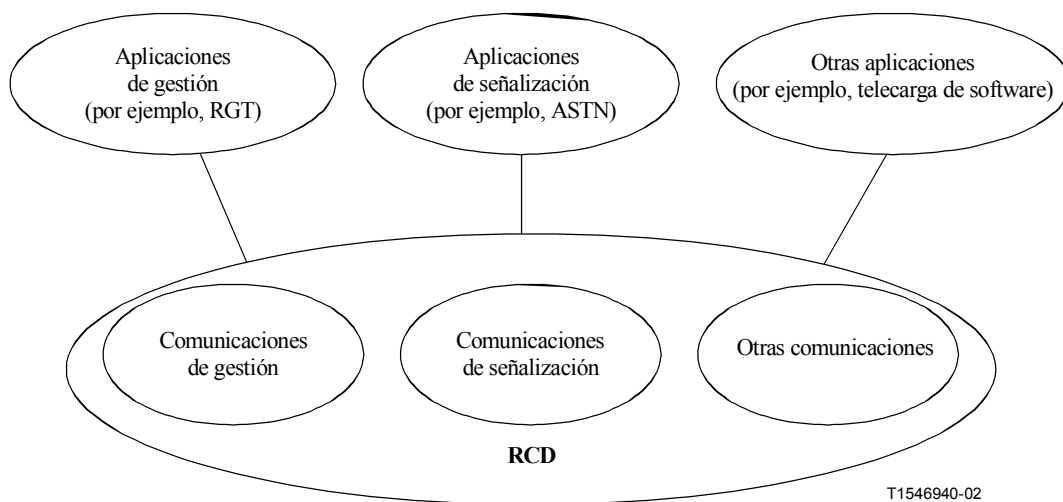 Aplicaciones
de gestión
(por ejemplo, RGT)
Aplicaciones
de señalización
(por ejemplo, ASTN)
Otras aplicaciones
(por ejemplo, telecarga de software)
Comunicaciones
de gestión
Comunicaciones
de señalización
Otras comunicaciones
RCD
T1546940-02